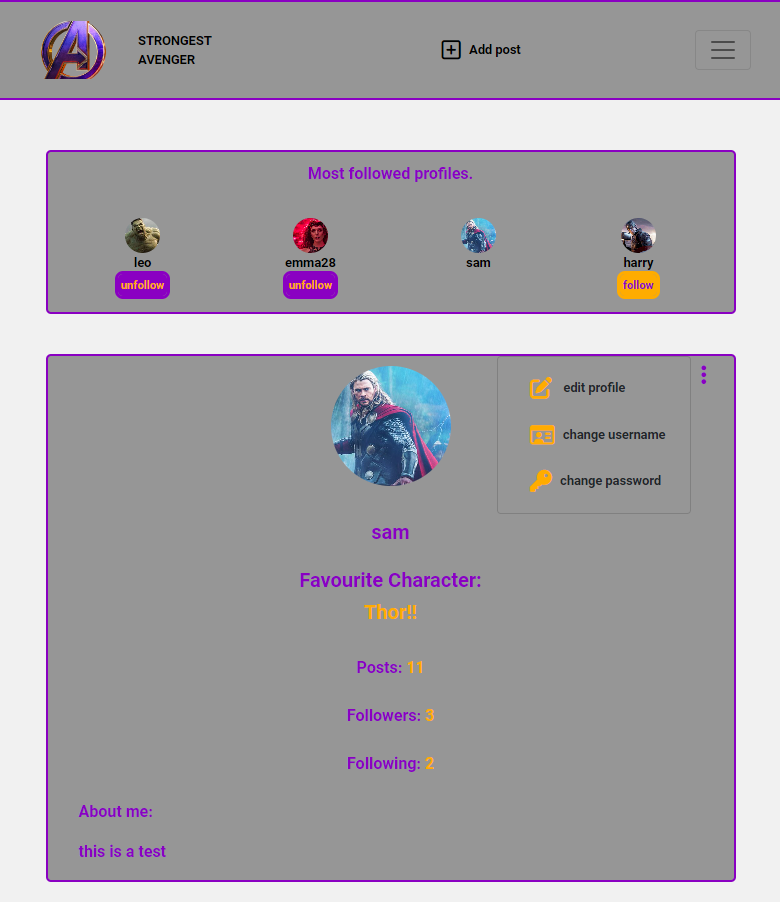 STRONGEST
AVENGER
Add post
Most followed profiles.
leo
emma28
sam
harry
unfollow
unfollow
follow
edit profile
change username
change password
sam
Favourite Character:
Thor!!
Posts: 11
Followers: 3
Following: 2
About me:
this is a test